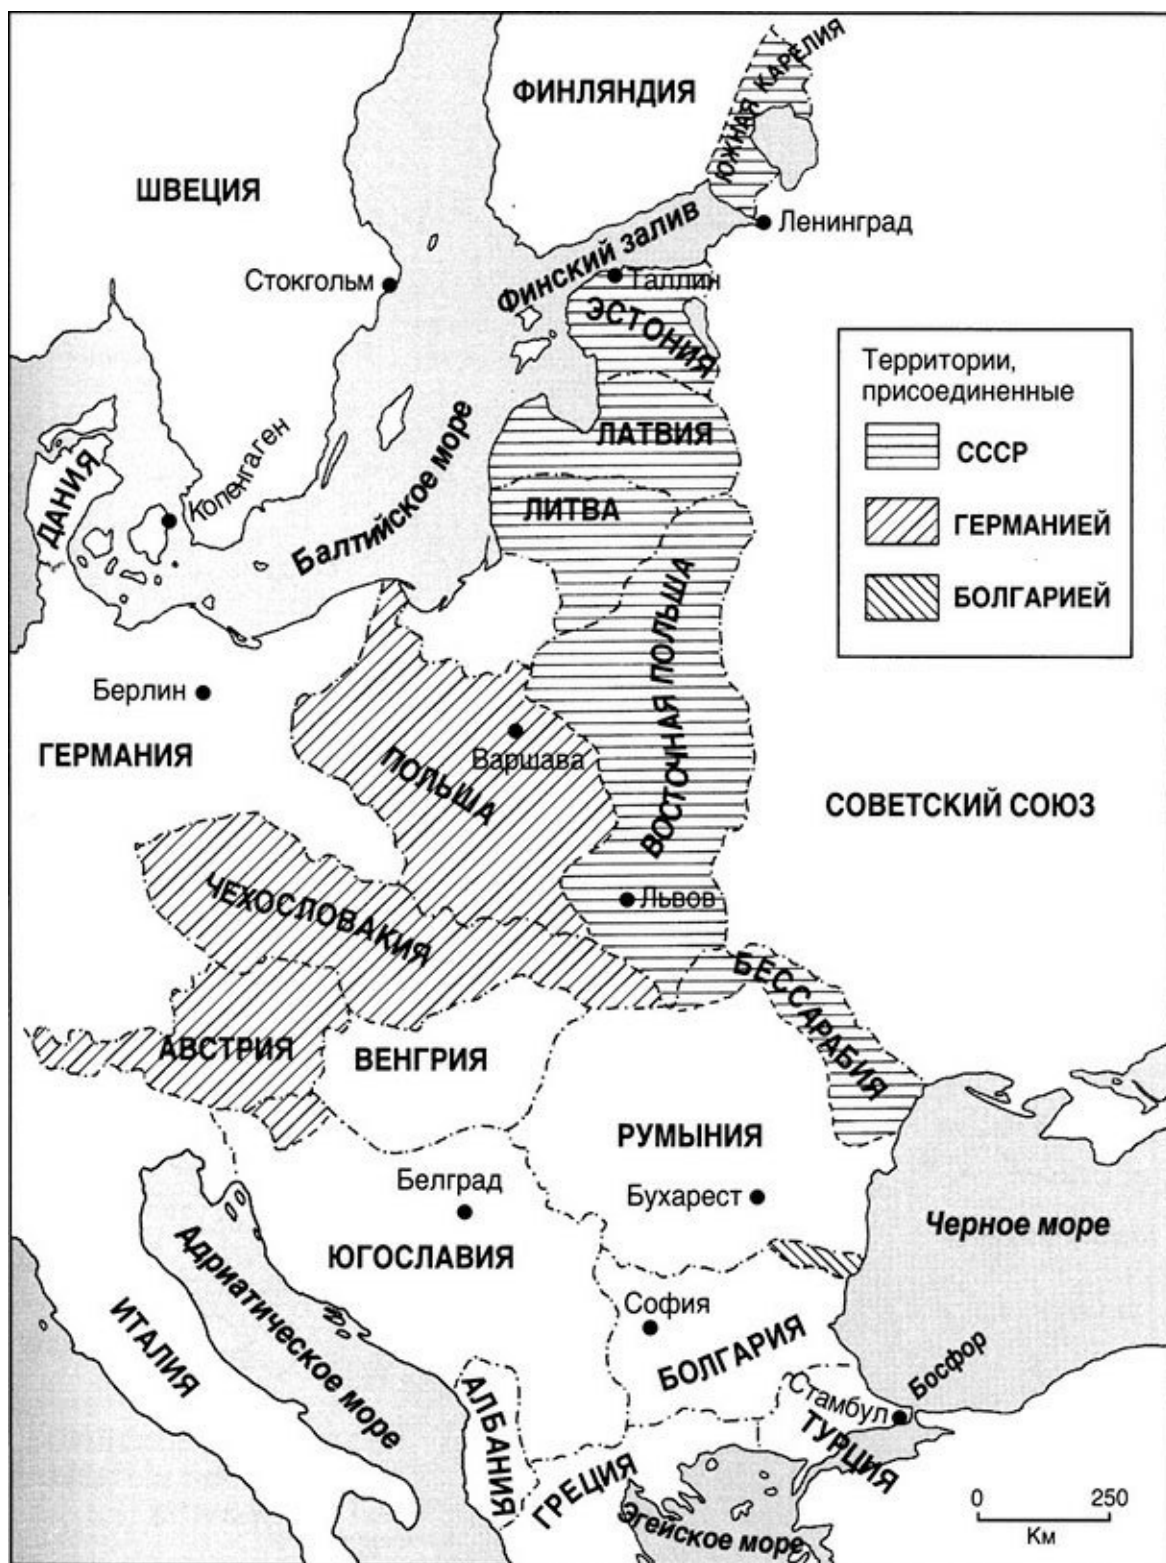 ФИНЛЯНДИЯ
ЮЖНАЯ КАРЕЛИЯ
ШВЕЦИЯ
Ленинград
Финский залив
Стокгольм
Таллин
ЭСТОНИЯ
Территории,
присоединенные
СССР
ГЕРМАНИЕЙ
БОЛГАРИЕЙ
ЛАТВИЯ
Балтийское море
ДАНИЯ
Копенгаген
ЛИТВА
ВОСТОЧНАЯ ПОЛЬША
Берлин
Варшава
ГЕРМАНИЯ
ПОЛЬША
СОВЕТСКИЙ СОЮЗ
ЧЕХОСЛОВАКИЯ
Львов
БЕССАРАБИЯ
АВСТРИЯ
ВЕНГРИЯ
РУМЫНИЯ
Белград
Бухарест
Черное море
ЮГОСЛАВИЯ
Адриатическое море
ИТАЛИЯ
София
БОЛГАРИЯ
Босфор
Стамбул
АЛБАНИЯ
ТУРЦИЯ
ГРЕЦИЯ
Эгейское море
0 250
Км